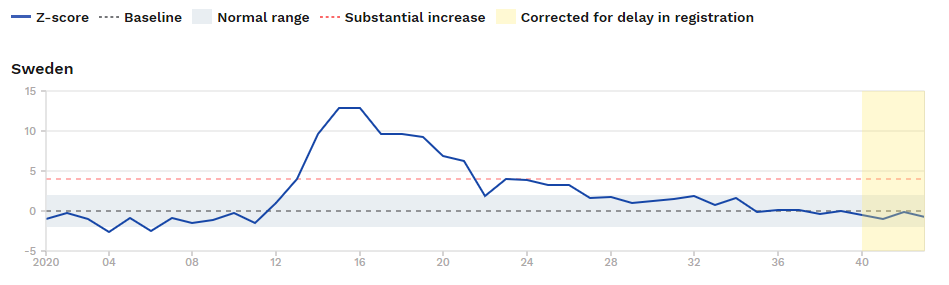 Z-score Baseline Normal range Substantial increase Corrected for delay in registration
Sweden
15
10
5
0
-5
2020 04 08 12 16 20 24 28 32 36 40